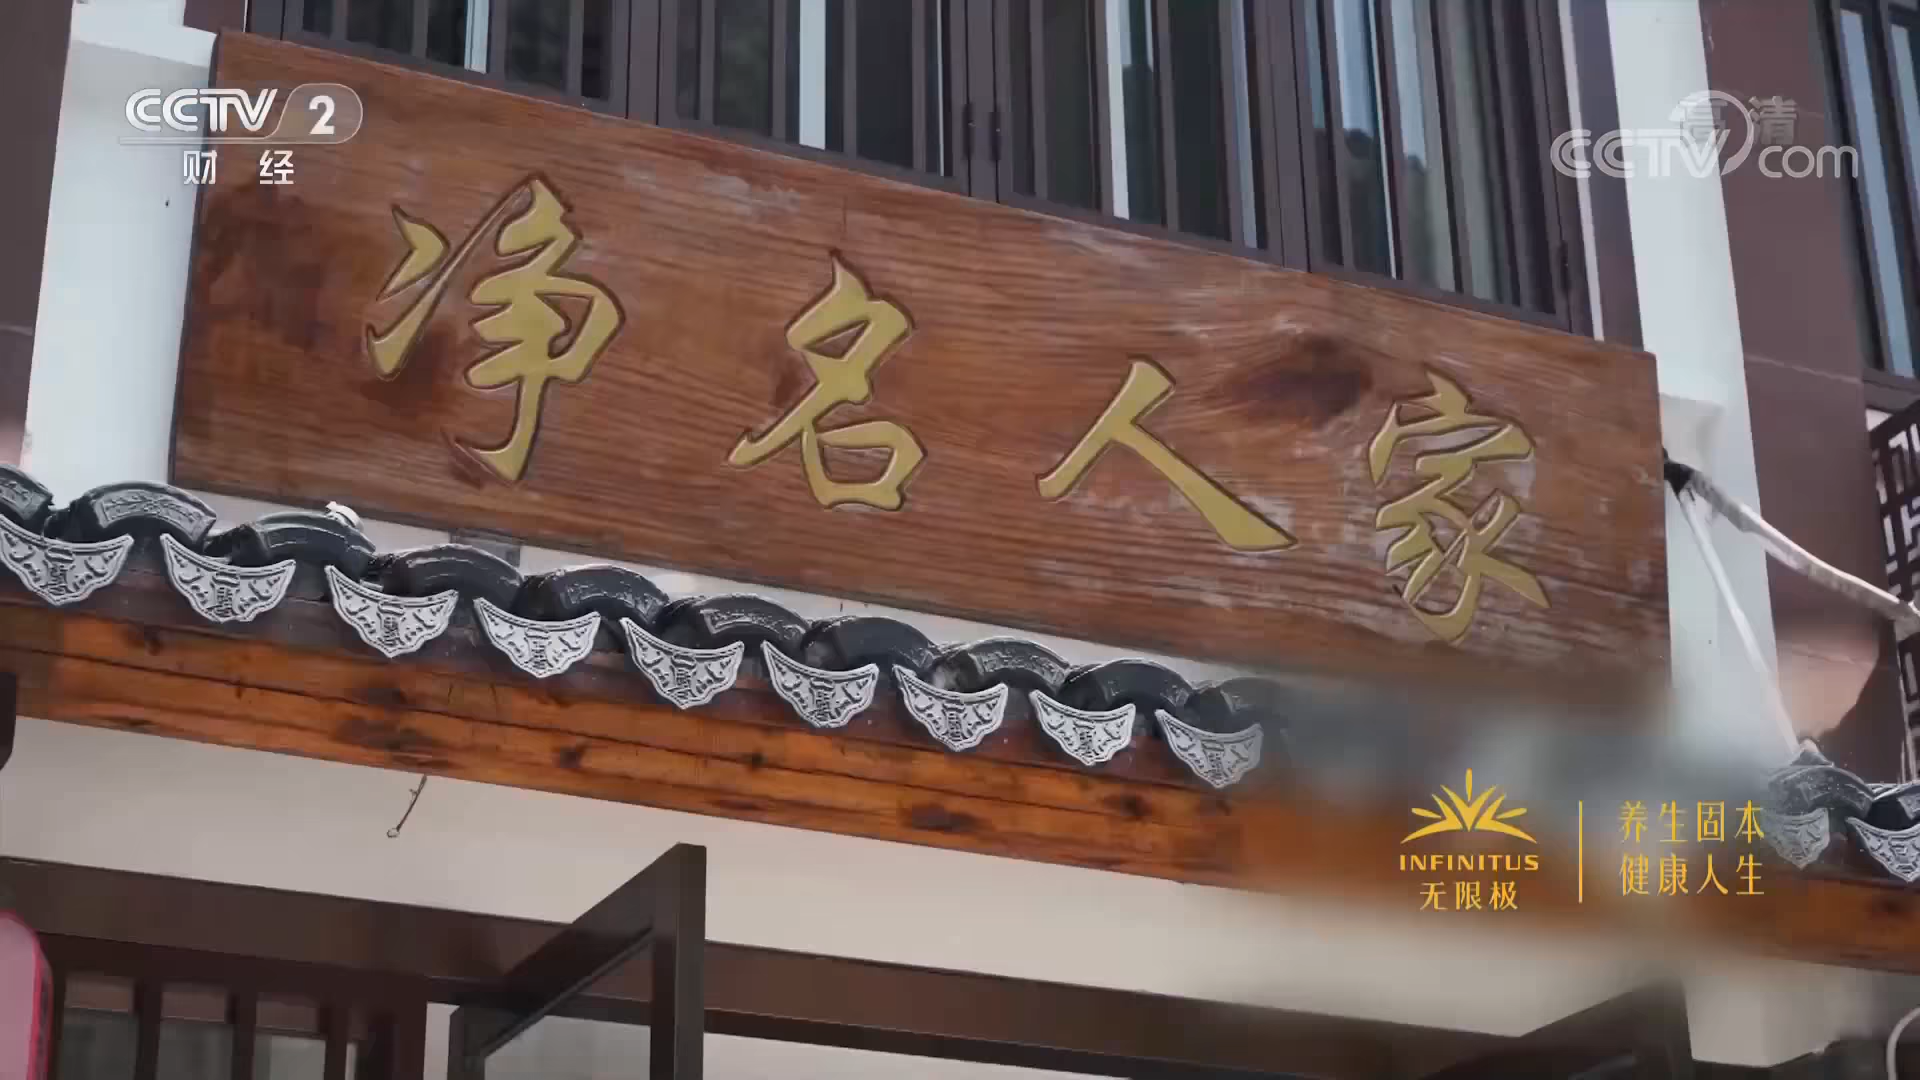 CCTV 2
财 经
高清
CCTV.com
净名人家
INFINITUS
无限极
养生固本
健康人生